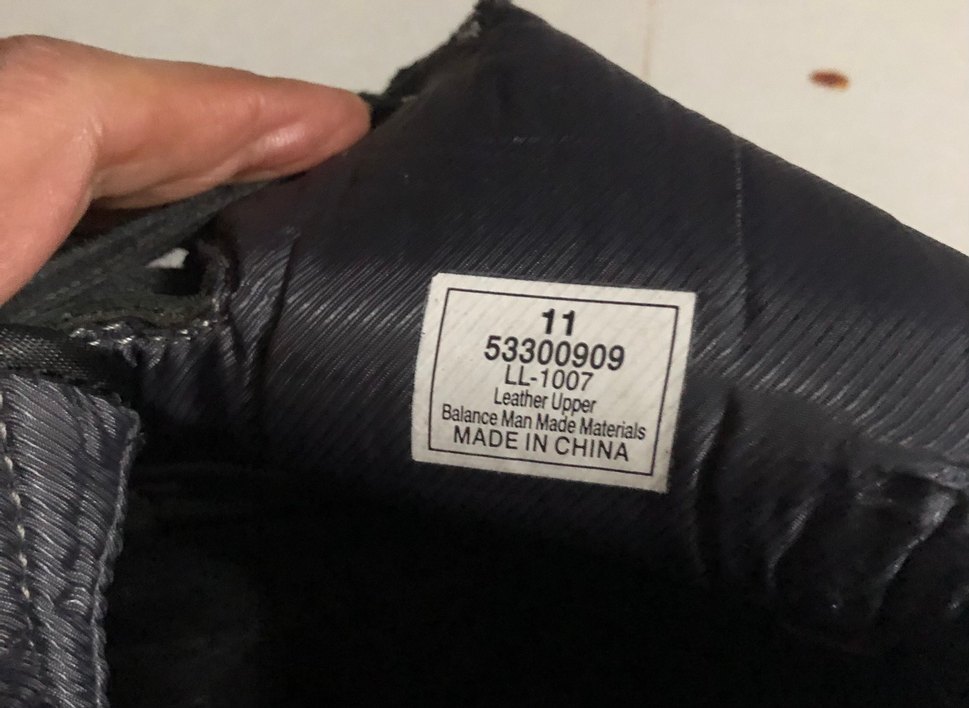 11
53300909
LL-1007
Leather Upper
Balance Man Made Materials
MADE IN CHINA